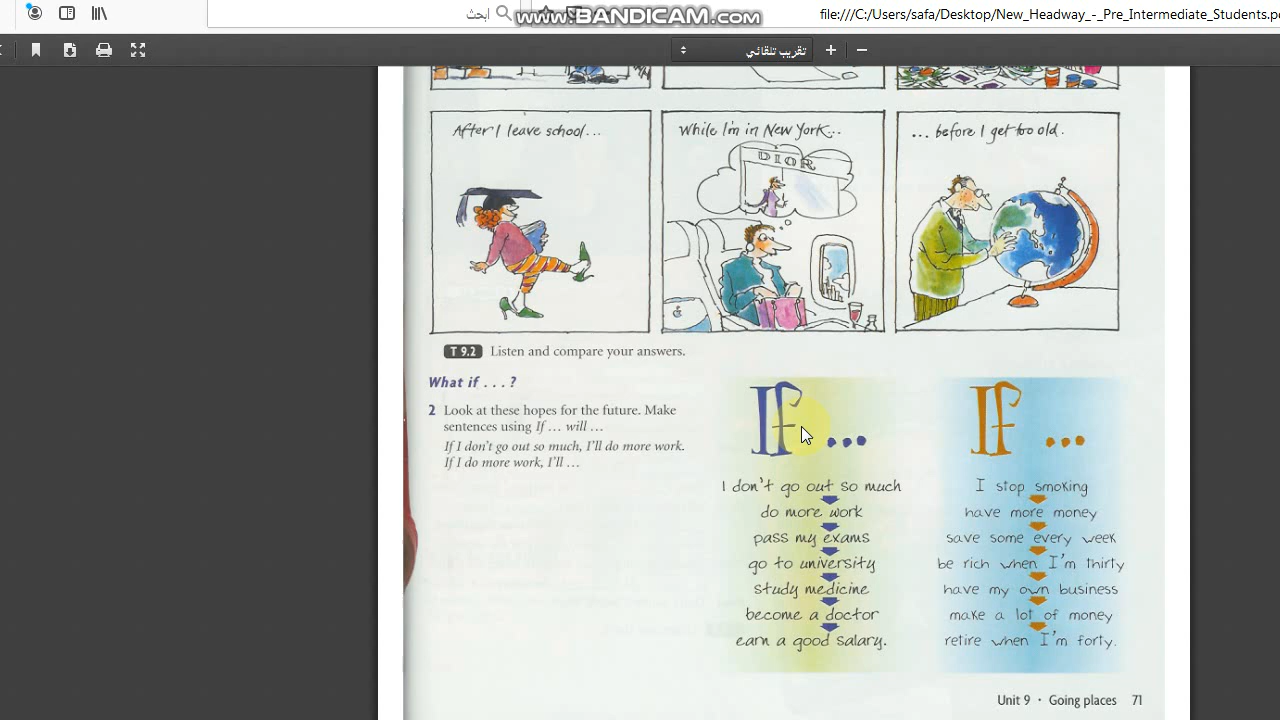 ابحث
www.BANDICAM.com
file:///C:/Users/safa/Desktop/New_Headway_-_Pre_Intermediate_Students.p
تقريب تلقائي
After I leave school...
While I'm in New York...
DIOR
... before I get too old.
T 9.2 Listen and compare your answers.
What if . . . ?
2 Look at these hopes for the future. Make
sentences using If … will …
If I don't go out so much, I'll do more work.
If I do more work, I'll …
If ...
I don't go out so much
do more work
pass my exams
go to university
study medicine
become a doctor
earn a good salary.
If ...
I stop smoking
have more money
save some every week
be rich when I'm thirty
have my own business
make a lot of money
retire when I'm forty.
Unit 9 · Going places 71